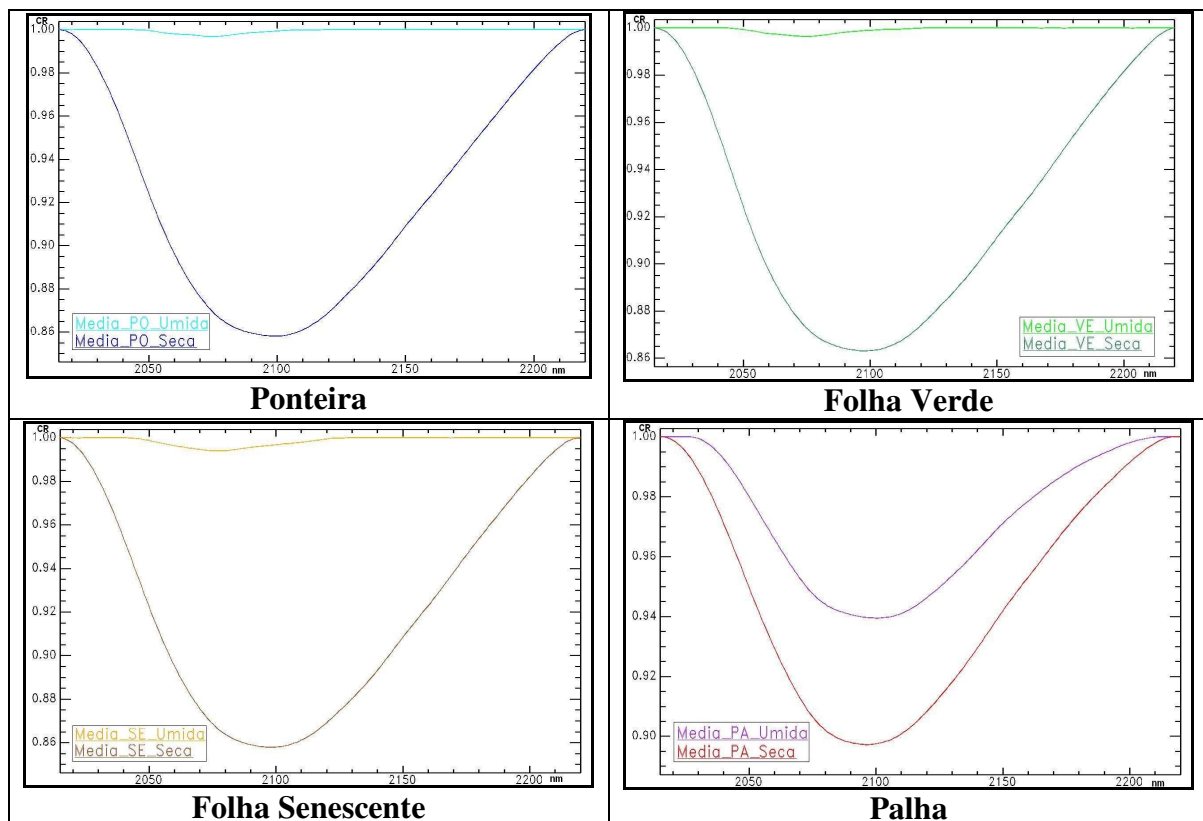 CR
1.00
0.98
0.96
0.94
0.92
0.90
0.88
0.86
Media_PO_Umida
Media_PO_Seca
2050 2100 2150 2200 nm
Ponteira
CR
1.00
0.98
0.96
0.94
0.92
0.90
0.88
0.86
Media_VE_Umida
Media_VE_Seca
2050 2100 2150 2200 nm
Folha Verde
CR
1.00
0.98
0.96
0.94
0.92
0.90
0.88
0.86
Media_SE_Umida
Media_SE_Seca
2050 2100 2150 2200 nm
Folha Senescente
CR
1.00
0.98
0.96
0.94
0.92
0.90
Media_PA_Umida
Media_PA_Seca
2050 2100 2150 2200 nm
Palha